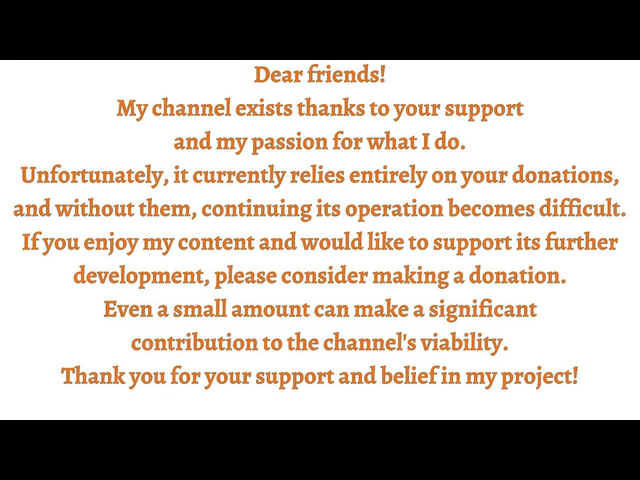 Dear friends!
My channel exists thanks to your support
and my passion for what I do.
Unfortunately, it currently relies entirely on your donations,
and without them, continuing its operation becomes difficult.
If you enjoy my content and would like to support its further
development, please consider making a donation.
Even a small amount can make a significant
contribution to the channel's viability.
Thank you for your support and belief in my project!